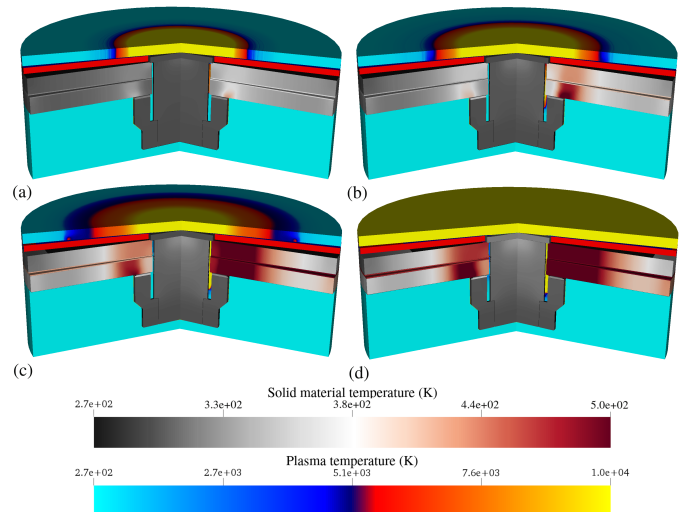 (a)
(b)
(c)
(d)
Solid material temperature (K)
2.7e+02 3.3e+02 3.8e+02 4.4e+02 5.0e+02
Plasma temperature (K)
2.7e+02 2.7e+03 5.1e+03 7.6e+03 1.0e+04